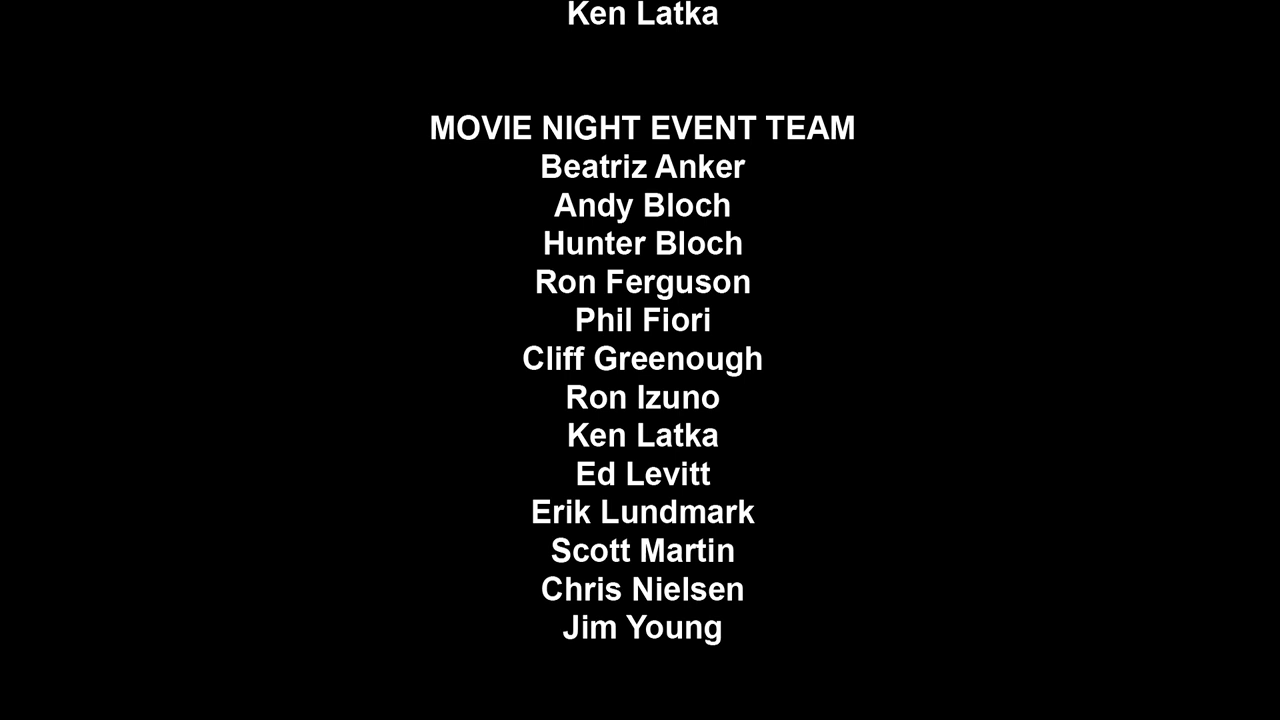 Ken Latka
MOVIE NIGHT EVENT TEAM
Beatriz Anker
Andy Bloch
Hunter Bloch
Ron Ferguson
Phil Fiori
Cliff Greenough
Ron Izuno
Ken Latka
Ed Levitt
Erik Lundmark
Scott Martin
Chris Nielsen
Jim Young